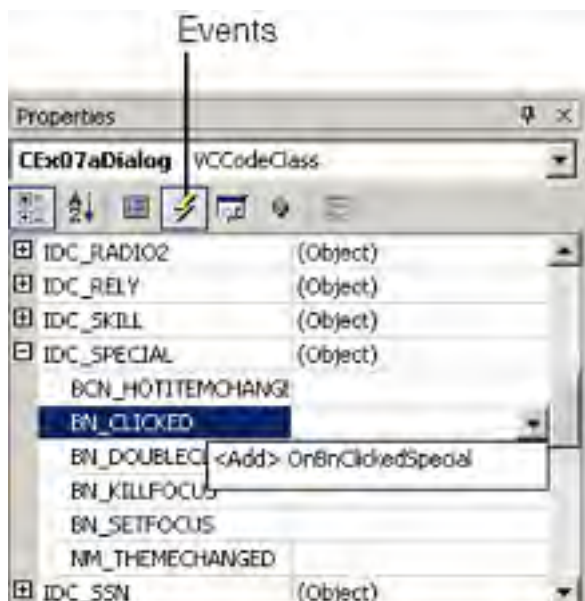 Events
Properties
CEx07aDialog VCCodeClass
IDC_RADIO2 (Object)
IDC_RELY (Object)
IDC_SKILL (Object)
IDC_SPECIAL (Object)
BCN_HOTITEMCHANGE
BN_CLICKED
BN_DOUBLECL <Add> OnBnClickedSpecial
BN_KILLFOCUS
BN_SETFOCUS
NM_THEMECHANGED
IDC_SSN (Object)